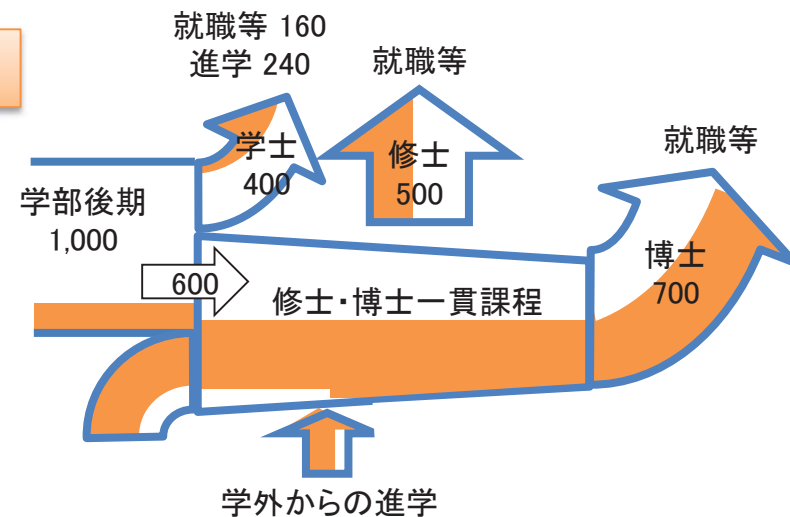 就職等 160
進学 240
就職等
学士
400
修士
500
就職等
学部後期
1,000
600
修士・博士一貫課程
博士
700
学外からの進学